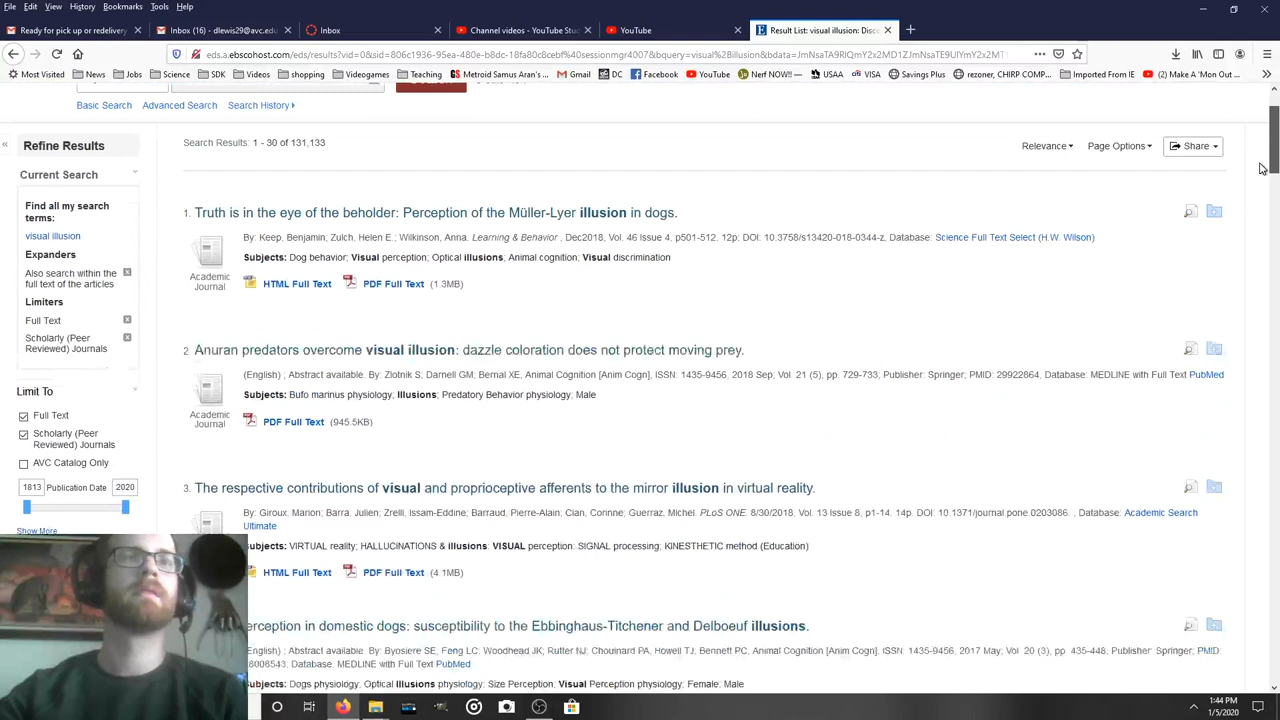 File Edit View History Bookmarks Tools Help
Ready for pick up or redelivery
Inbox (16) - dlewis29@avc.edu
Inbox
Channel videos - YouTube
YouTube
Result List: visual illusion: Disc
eds.a.ebscohost.com/eds/results?vid=0&sid=
Most Visited News Jobs Science SDK Videos shopping Videogames Teaching Metroid Samus Aran's... Gmail DC Facebook YouTube Nerf NOW!! USAA VISA Savings Plus rezoner, CHIRP COMP... Imported From IE (2) Make A 'Mon Out ...
Basic Search Advanced Search Search History
Refine Results
Current Search
Find all my search
terms:
visual illusion
Expanders
Also search within the
full text of the articles
Limiters
Full Text
Scholarly (Peer
Reviewed) Journals
Limit To
Full Text
Scholarly (Peer
Reviewed) Journals
AVC Catalog Only
1813 Publication Date 2020
Show More
Search Results: 1 - 30 of 131,133
Relevance Page Options Share
1. Truth is in the eye of the beholder: Perception of the Müller-Lyer illusion in dogs.
By: Keep, Benjamin; Zulch, Helen E.; Wilkinson, Anna. Learning & Behavior , Dec2018, Vol. 46 Issue 4, p501-512. 12p; DOI: 10.3758/s13420-018-0344-z, Database: Science Full Text Select (H.W. Wilson)
Subjects: Dog behavior; Visual perception; Optical illusions; Animal cognition; Visual discrimination
Academic
Journal
HTML Full Text PDF Full Text (1.3MB)
2. Anuran predators overcome visual illusion: dazzle coloration does not protect moving prey.
(English) ; Abstract available. By: Zlotnik S; Darnell GM; Bernal XE, Animal Cognition [Anim Cogn], ISSN: 1435-9456, 2018 Sep; Vol. 21 (5), pp. 729-733; Publisher: Springer; PMID: 29922864, Database: MEDLINE with Full Text PubMed
Subjects: Bufo marinus physiology; Illusions; Predatory Behavior physiology, Male
Academic
Journal
PDF Full Text (945.5KB)
3. The respective contributions of visual and proprioceptive afferents to the mirror illusion in virtual reality.
By: Giroux, Marion; Barra, Julien; Zrelli, Issam-Eddine; Barraud, Pierre-Alain; Cian, Corinne; Guerraz, Michel. PLoS ONE. 8/30/2018, Vol. 13 Issue 8, p1-14. 14p. DOI: 10.1371/journal.pone.0203086. , Database: Academic Search
Ultimate
Subjects: VIRTUAL reality; HALLUCINATIONS & illusions; VISUAL perception; SIGNAL processing; KINESTHETIC method (Education)
HTML Full Text PDF Full Text (4.1MB)
erception in domestic dogs: susceptibility to the Ebbinghaus-Titchener and Delboeuf illusions.
English) ; Abstract available. By: Byosiere SE; Feng LC; Woodhead JK; Rutter NJ; Chouinard PA; Howell TJ; Bennett PC, Animal Cognition [Anim Cogn], ISSN: 1435-9456, 2017 May; Vol. 20 (3), pp. 435-448; Publisher: Springer; PMID:
Database: MEDLINE with Full Text PubMed
Subjects: Dogs physiology; Optical Illusions physiology; Size Perception; Visual Perception physiology; Female; Male
1:44 PM
1/5/2020